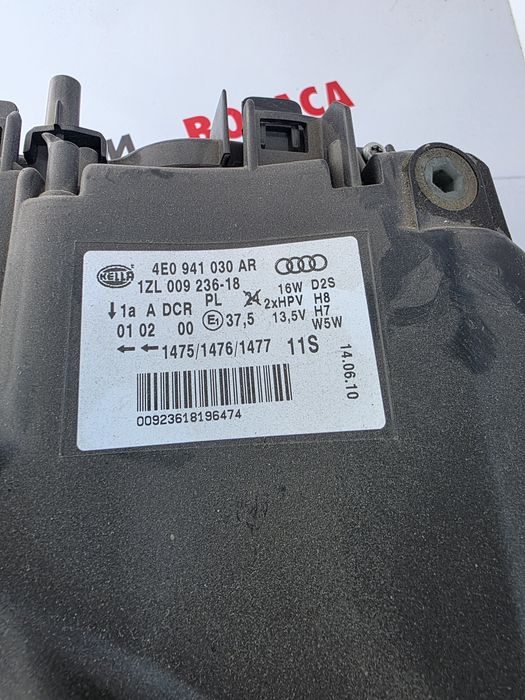 HELLA 4E0 941 030 AR
1ZL 009 236-18 16W D2S
↓1a A DCR PL 24 2xHPV H8
01 02 00 E1 37,5 13,5V H7
W5W
← ← 1475/1476/1477 11S
14.06.10
00923618196474